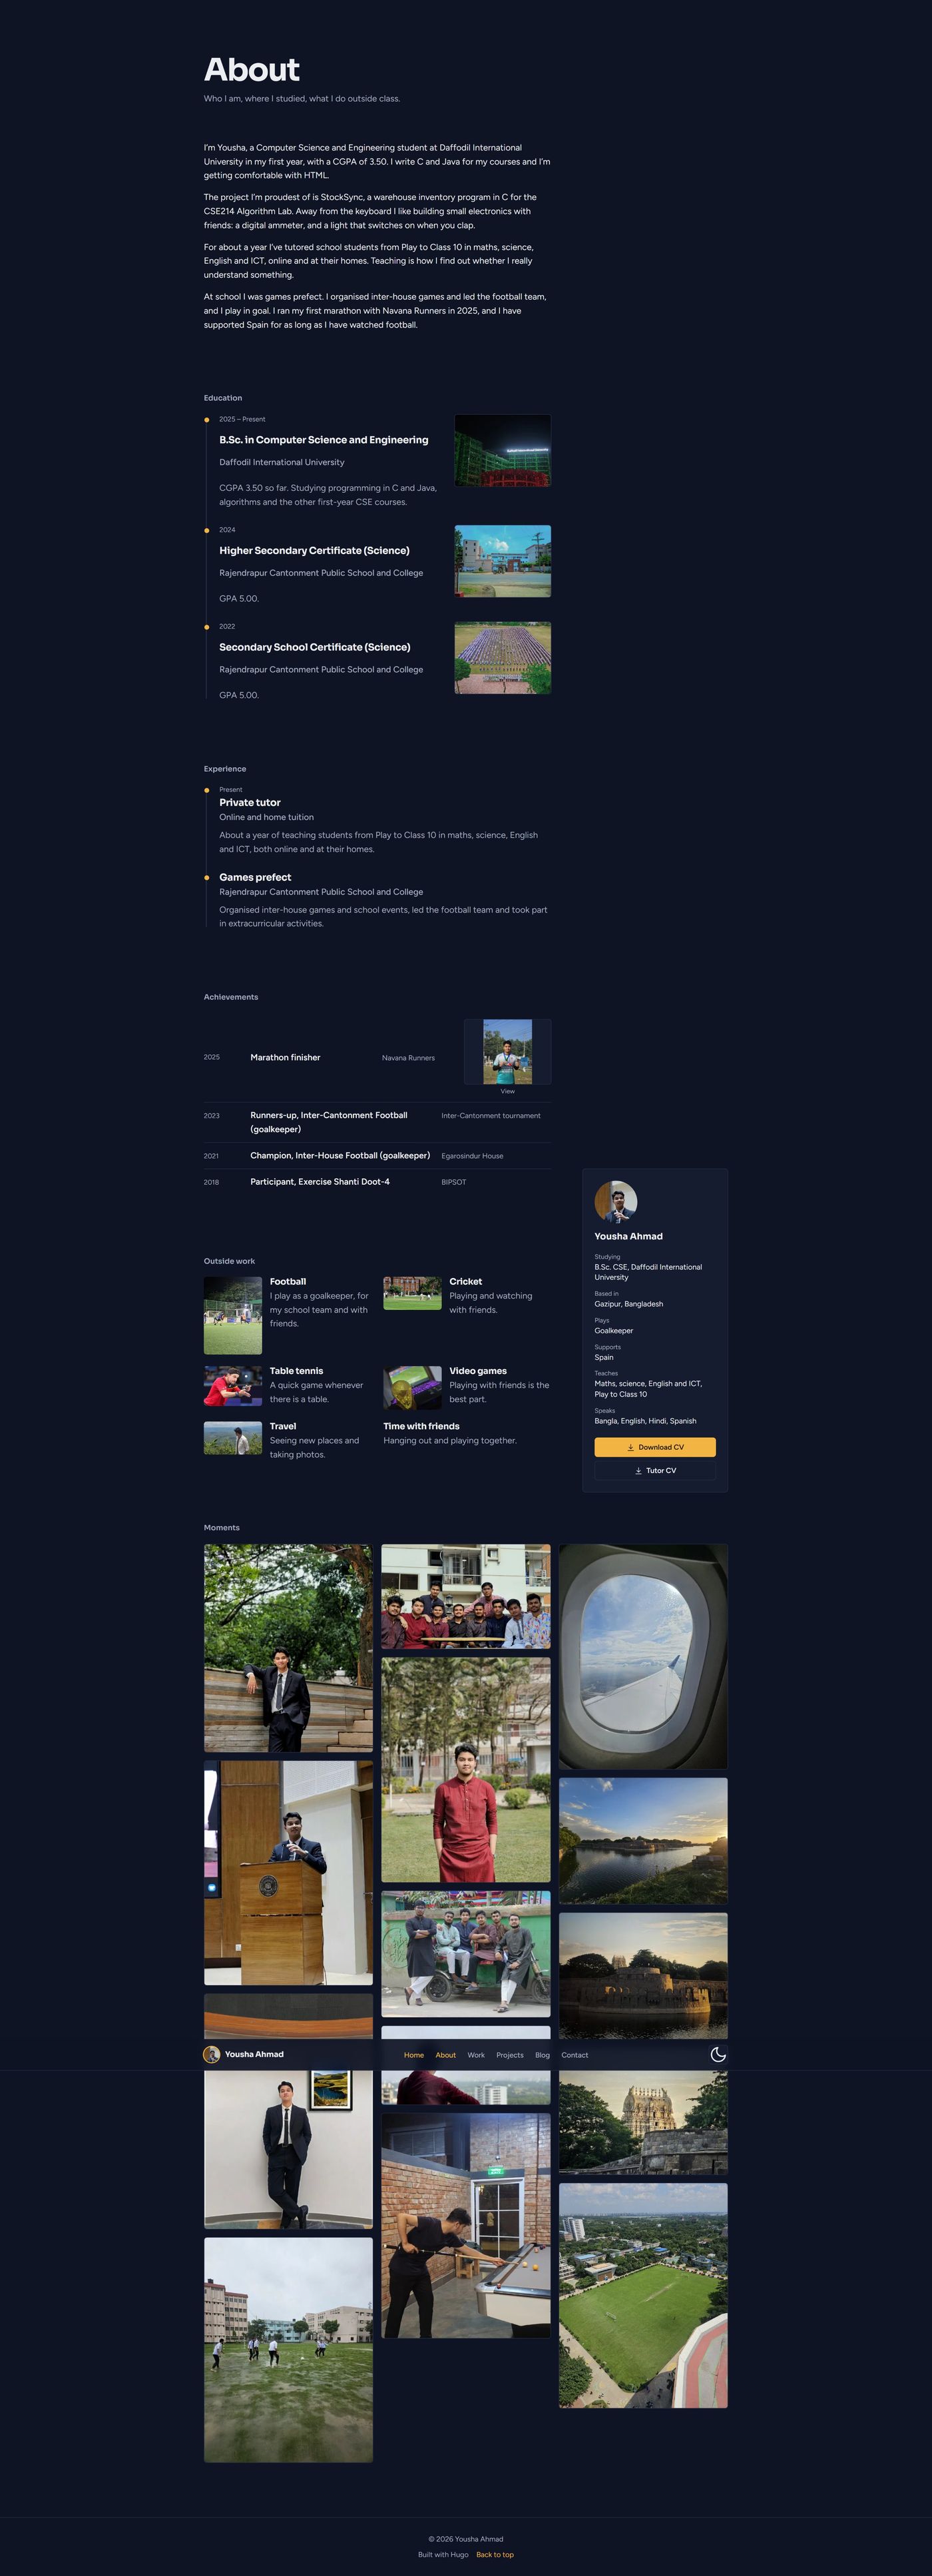 About
Who I am, where I studied, what I do outside class.
I'm Yousha, a Computer Science and Engineering student at Daffodil International
University in my first year, with a CGPA of 3.50. I write C and Java for my courses and I'm
getting comfortable with HTML.
The project I'm proudest of is StockSync, a warehouse inventory program in C for the
CSE214 Algorithm Lab. Away from the keyboard I like building small electronics with
friends: a digital ammeter, and a light that switches on when you clap.
For about a year I've tutored school students from Play to Class 10 in maths, science,
English and ICT, online and at their homes. Teaching is how I find out whether I really
understand something.
At school I was games prefect. I organised inter-house games and led the football team,
and I play in goal. I ran my first marathon with Navana Runners in 2025, and I have
supported Spain for as long as I have watched football.
Education
2025 – Present
B.Sc. in Computer Science and Engineering
Daffodil International University
CGPA 3.50 so far. Studying programming in C and Java,
algorithms and the other first-year CSE courses.
2024
Higher Secondary Certificate (Science)
Rajendrapur Cantonment Public School and College
GPA 5.00.
2022
Secondary School Certificate (Science)
Rajendrapur Cantonment Public School and College
GPA 5.00.
Experience
Present
Private tutor
Online and home tuition
About a year of teaching students from Play to Class 10 in maths, science, English
and ICT, both online and at their homes.
Games prefect
Rajendrapur Cantonment Public School and College
Organised inter-house games and school events, led the football team and took part
in extracurricular activities.
Achievements
2025 Marathon finisher Navana Runners
View
2023 Runners-up, Inter-Cantonment Football Inter-Cantonment tournament
(goalkeeper)
2021 Champion, Inter-House Football (goalkeeper) Egarosindur House
2018 Participant, Exercise Shanti Doot-4 BIPSOT
Yousha Ahmad
Studying
B.Sc. CSE, Daffodil International
University
Based in
Gazipur, Bangladesh
Plays
Goalkeeper
Supports
Spain
Teaches
Maths, science, English and ICT,
Play to Class 10
Speaks
Bangla, English, Hindi, Spanish
Download CV
Tutor CV
Outside work
Football
I play as a goalkeeper, for
my school team and with
friends.
Cricket
Playing and watching
with friends.
Table tennis
A quick game whenever
there is a table.
Video games
Playing with friends is the
best part.
Travel
Seeing new places and
taking photos.
Time with friends
Hanging out and playing together.
Moments
Yousha Ahmad Home About Work Projects Blog Contact
© 2026 Yousha Ahmad
Built with Hugo Back to top